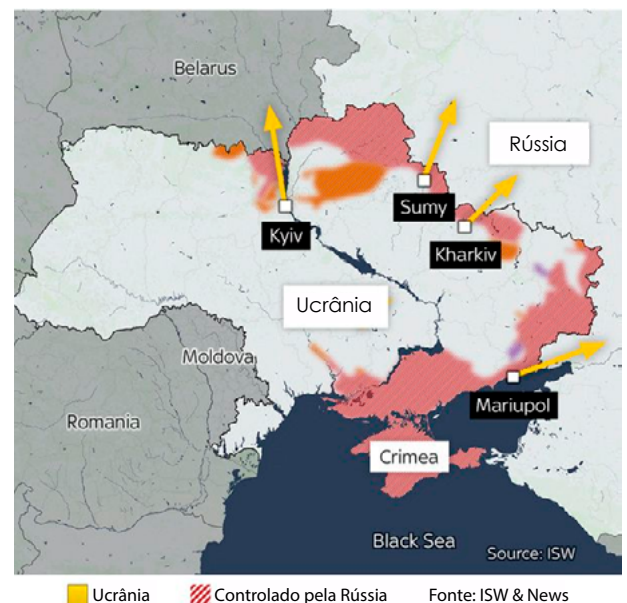 Belarus
Rússia
Sumy
Kyiv
Kharkiv
Ucrânia
Moldova
Mariupol
Romania
Crimea
Black Sea
Source: ISW
Ucrânia
Controlado pela Rússia
Fonte: ISW & News